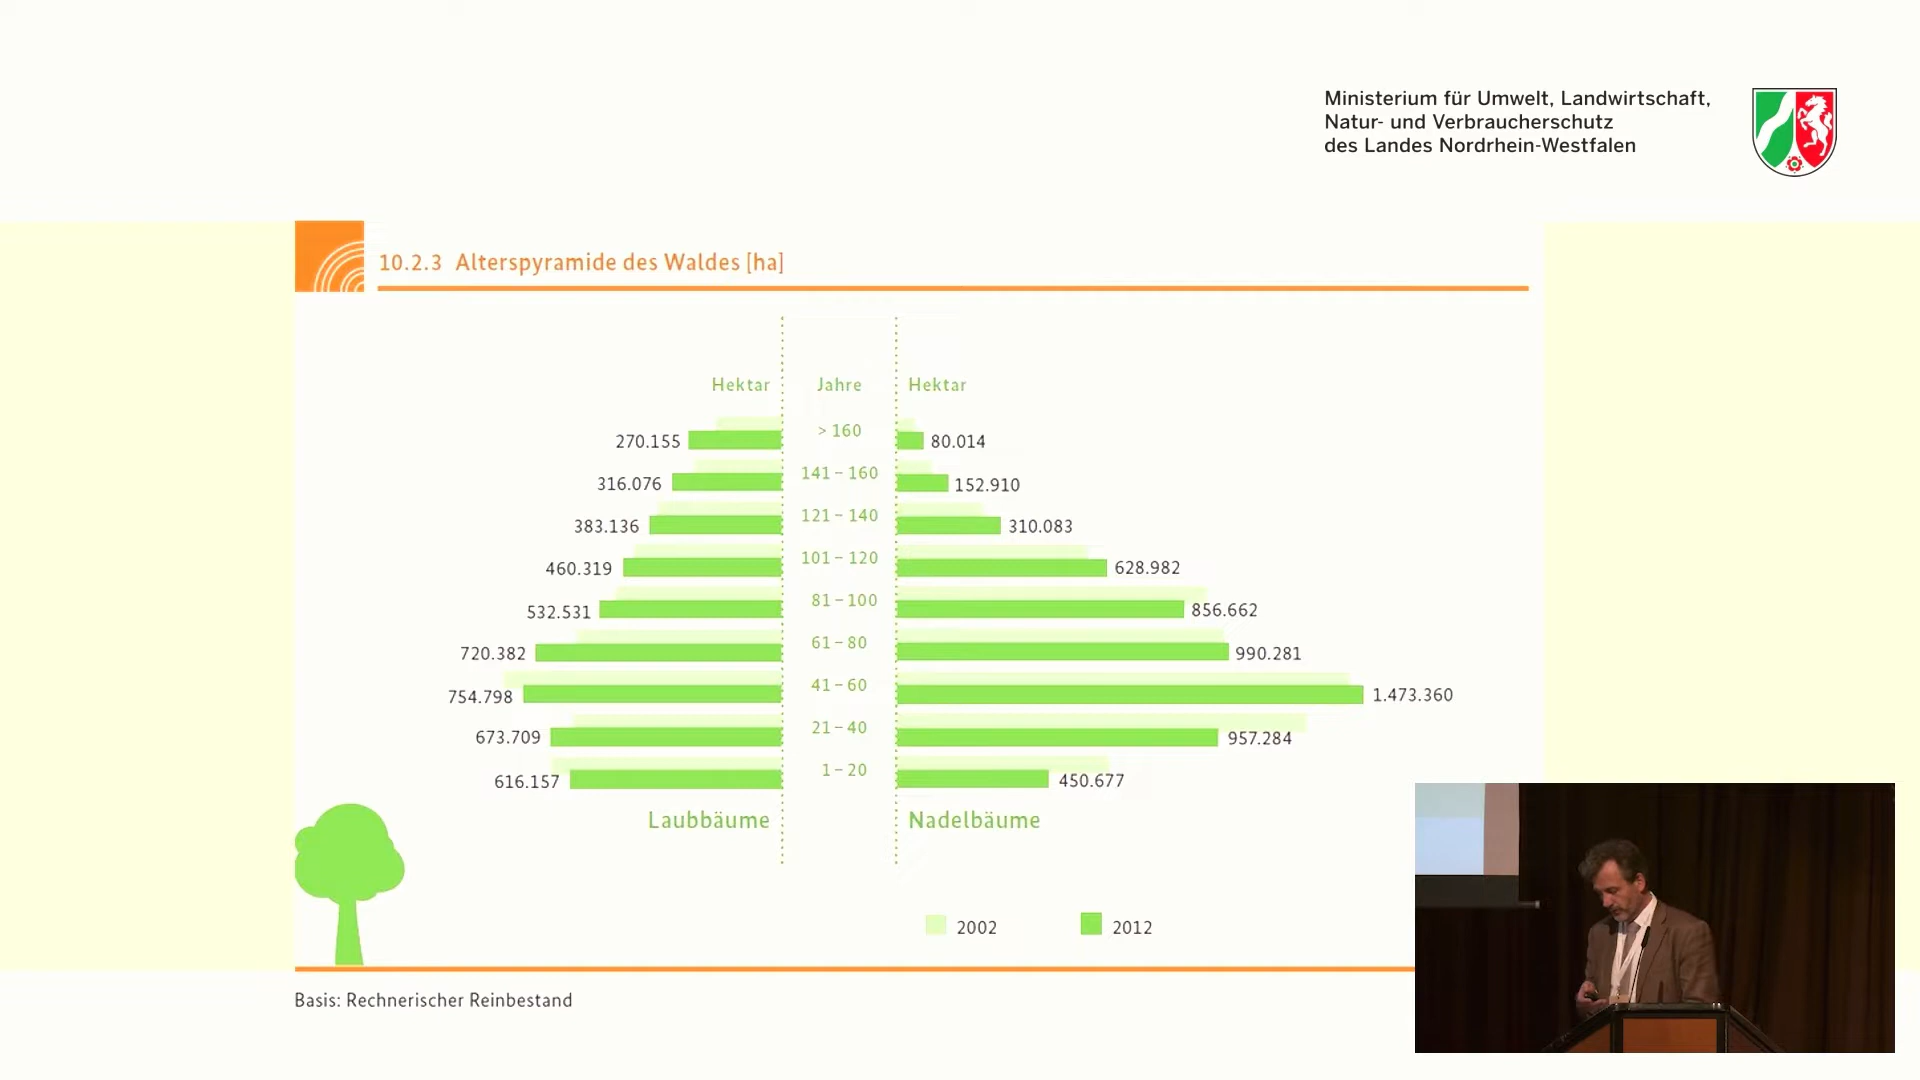 Ministerium für Umwelt, Landwirtschaft,
Natur- und Verbraucherschutz
des Landes Nordrhein-Westfalen
10.2.3 Alterspyramide des Waldes [ha]
Hektar Jahre Hektar
270.155 > 160 80.014
316.076 141 – 160 152.910
383.136 121 – 140 310.083
460.319 101 – 120 628.982
532.531 81 – 100 856.662
720.382 61 – 80 990.281
754.798 41 – 60 1.473.360
673.709 21 – 40 957.284
616.157 1 – 20 450.677
Laubbäume Nadelbäume
2002 2012
Basis: Rechnerischer Reinbestand